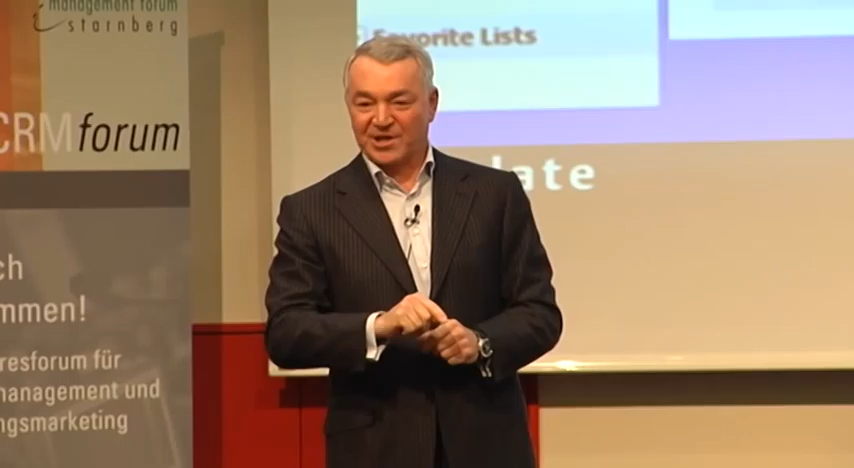 management forum
starnberg
CRMforum
ch
mmen!
resforum für
management und
ngsmarketing
Favorite Lists
late